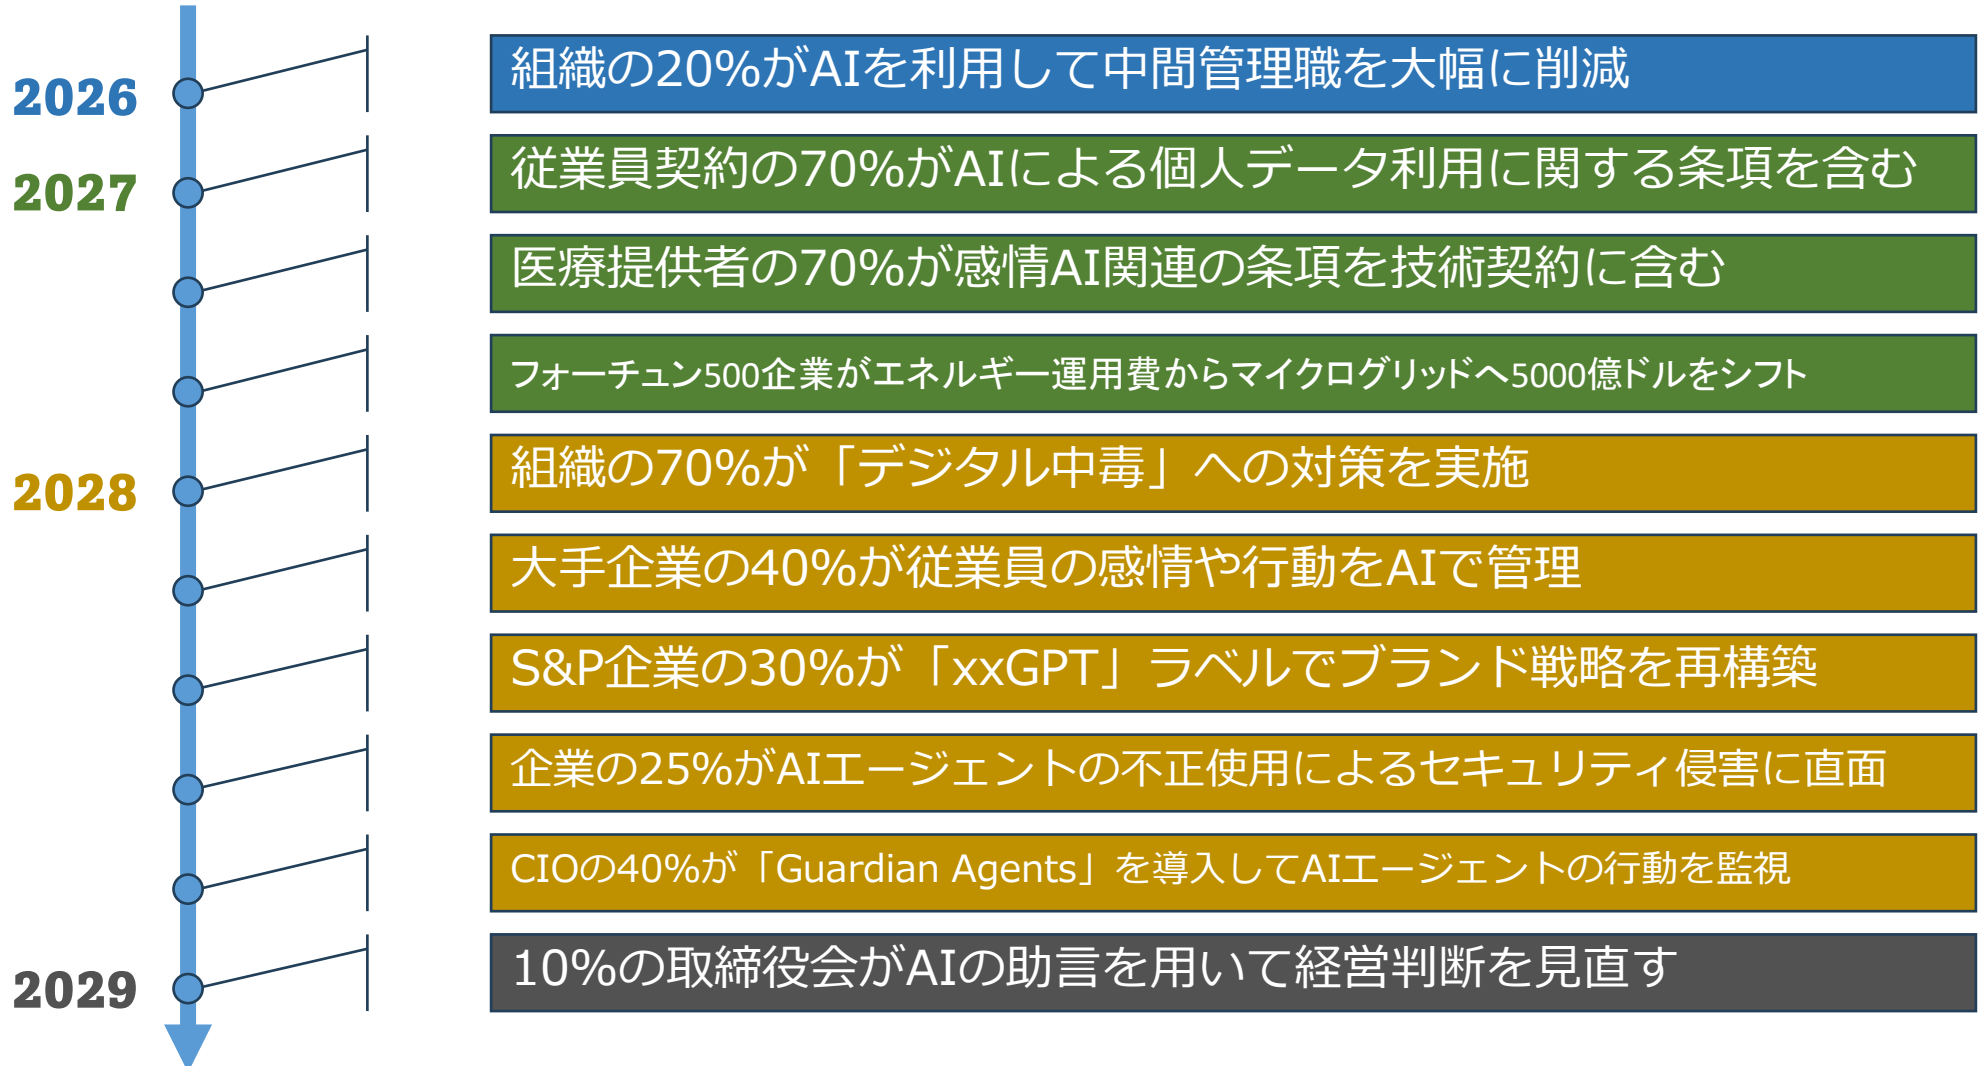 2026
組織の20%がAIを利用して中間管理職を大幅に削減
2027
従業員契約の70%がAIによる個人データ利用に関する条項を含む
医療提供者の70%が感情AI関連の条項を技術契約に含む
フォーチュン500企業がエネルギー運用費からマイクログリッドへ5000億ドルをシフト
2028
組織の70%が「デジタル中毒」への対策を実施
大手企業の40%が従業員の感情や行動をAIで管理
S&P企業の30%が「xxGPT」ラベルでブランド戦略を再構築
企業の25%がAIエージェントの不正使用によるセキュリティ侵害に直面
CIOの40%が「Guardian Agents」を導入してAIエージェントの行動を監視
2029
10%の取締役会がAIの助言を用いて経営判断を見直す